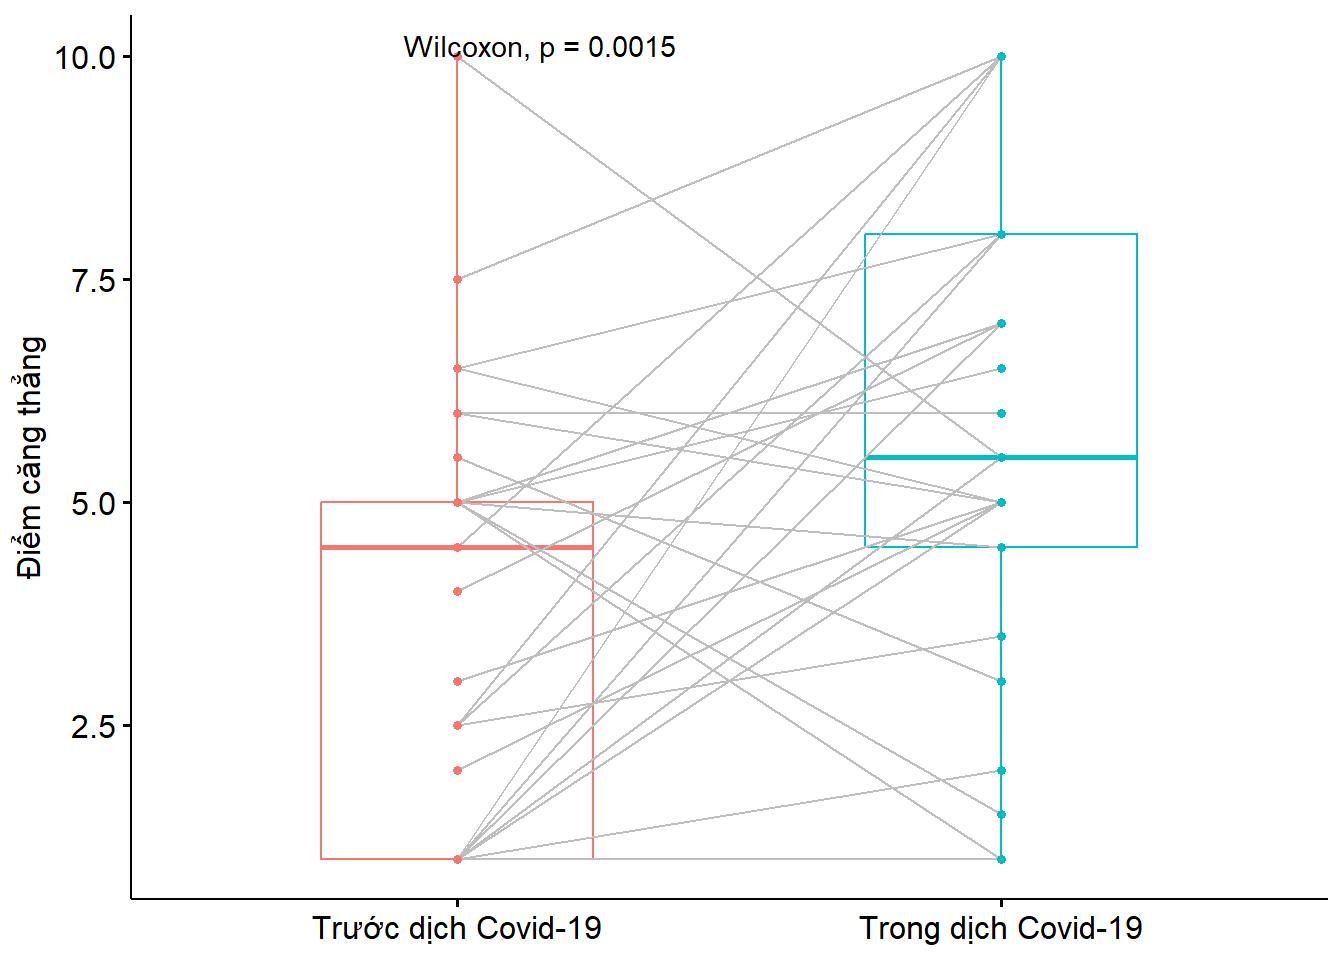 Wilcoxon, p = 0.0015
10.0
7.5
5.0
2.5
Điểm căng thẳng
Trước dịch Covid-19
Trong dịch Covid-19